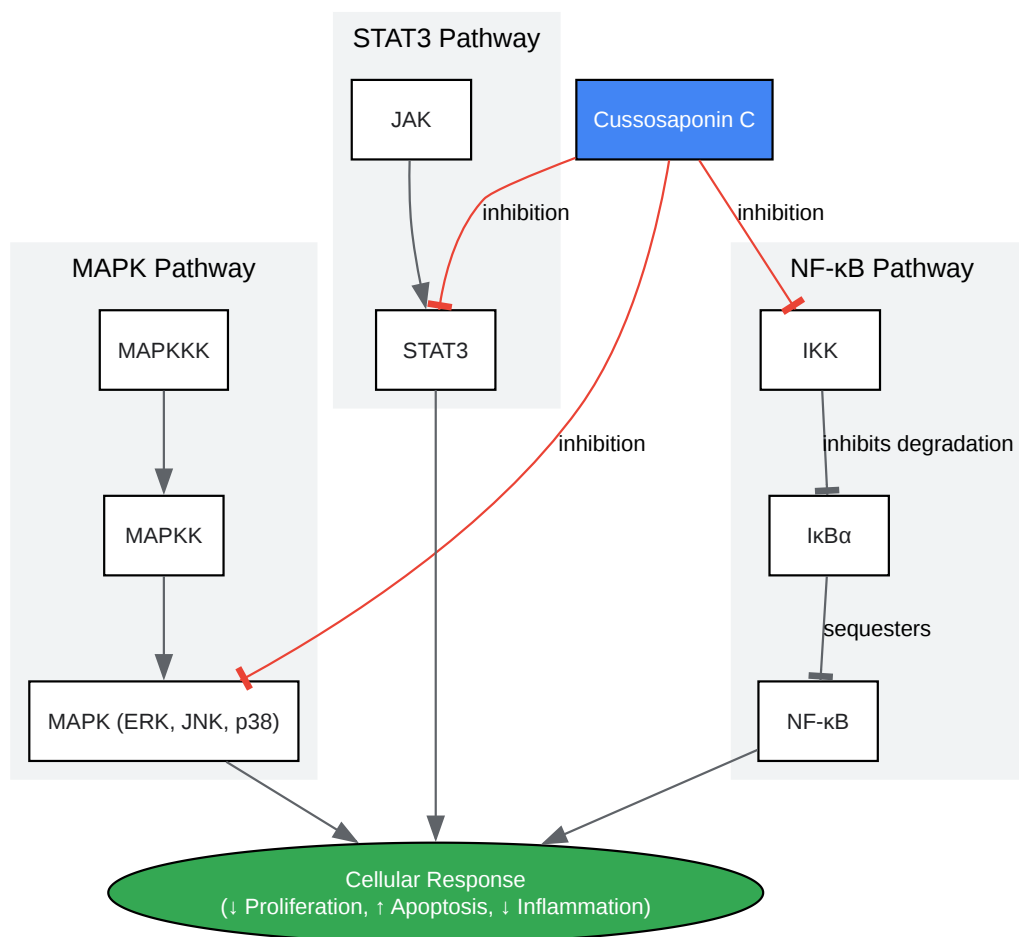 STAT3 Pathway
JAK
Cussosaponin C
inhibition
inhibition
MAPK Pathway
NF-κB Pathway
MAPKKK
STAT3
IKK
inhibition
inhibits degradation
MAPKK
IκBα
sequesters
MAPK (ERK, JNK, p38)
NF-κB
Cellular Response
(↓ Proliferation, ↑ Apoptosis, ↓ Inflammation)